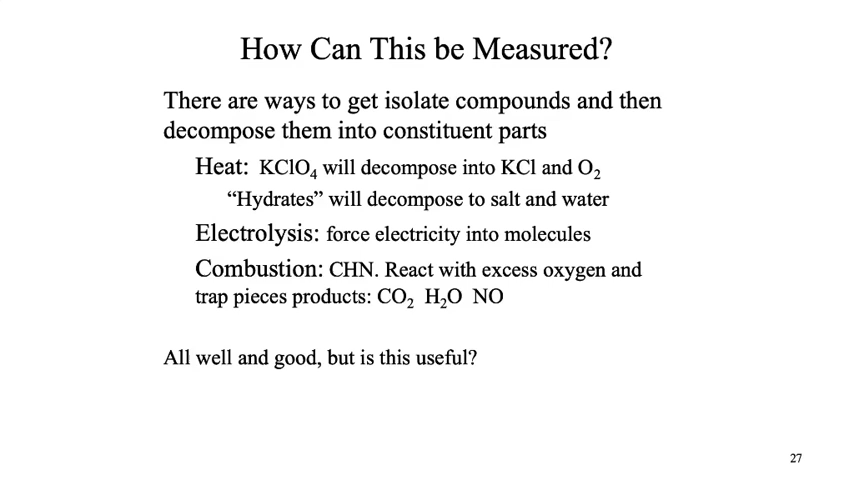 How Can This be Measured?
There are ways to get isolate compounds and then
decompose them into constituent parts
Heat: KClO₄ will decompose into KCl and O₂
“Hydrates” will decompose to salt and water
Electrolysis: force electricity into molecules
Combustion: CHN. React with excess oxygen and
trap pieces products: CO₂ H₂O NO
All well and good, but is this useful?
27